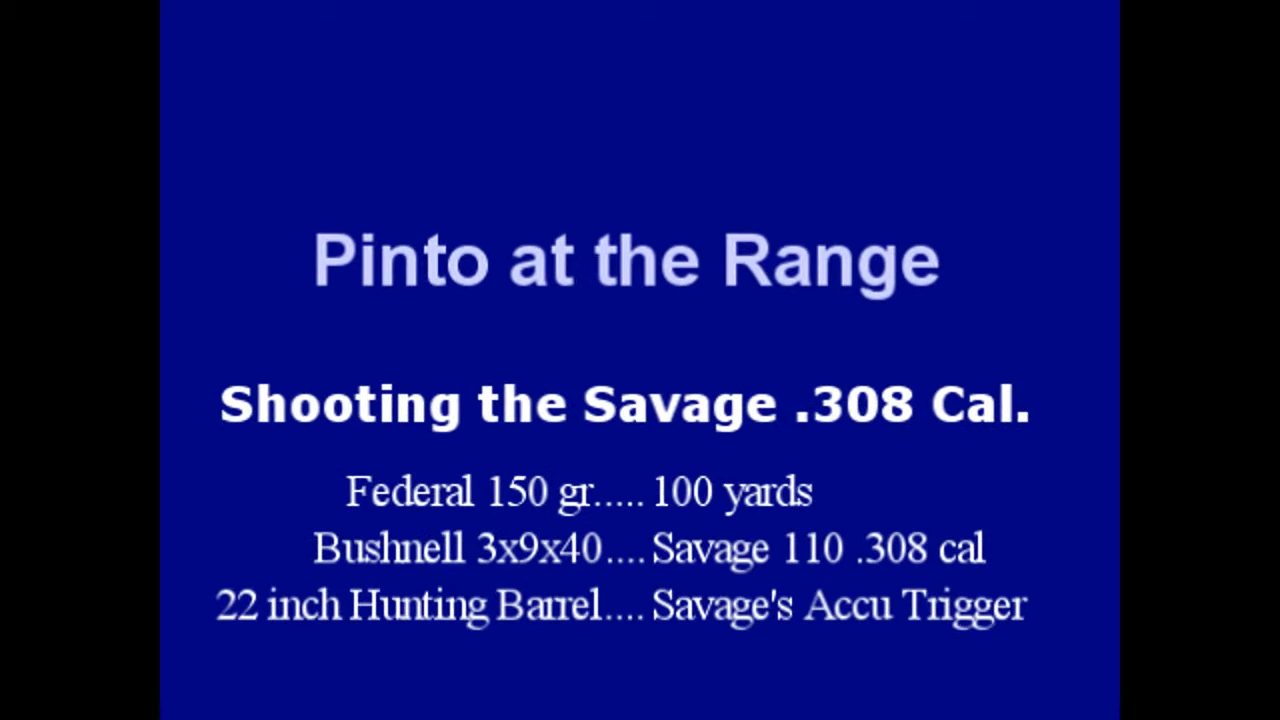 Pinto at the Range
Shooting the Savage .308 Cal.
Federal 150 gr..... 100 yards
Bushnell 3x9x40.... Savage 110 .308 cal
22 inch Hunting Barrel.... Savage's Accu Trigger